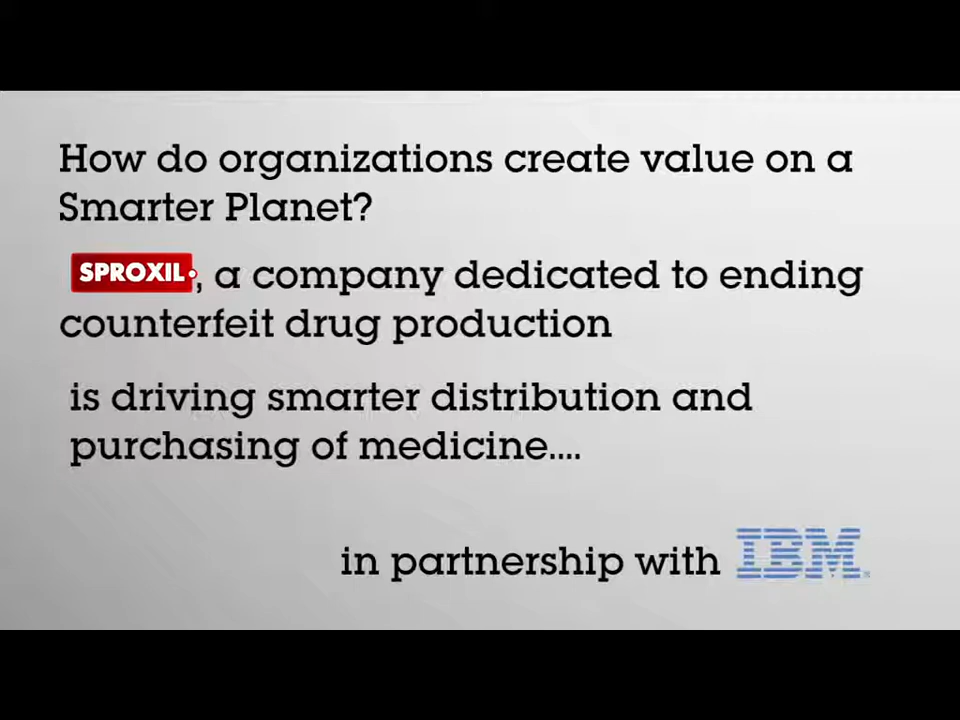 How do organizations create value on a
Smarter Planet?
SPROXIL, a company dedicated to ending
counterfeit drug production
is driving smarter distribution and
purchasing of medicine....
in partnership with IBM